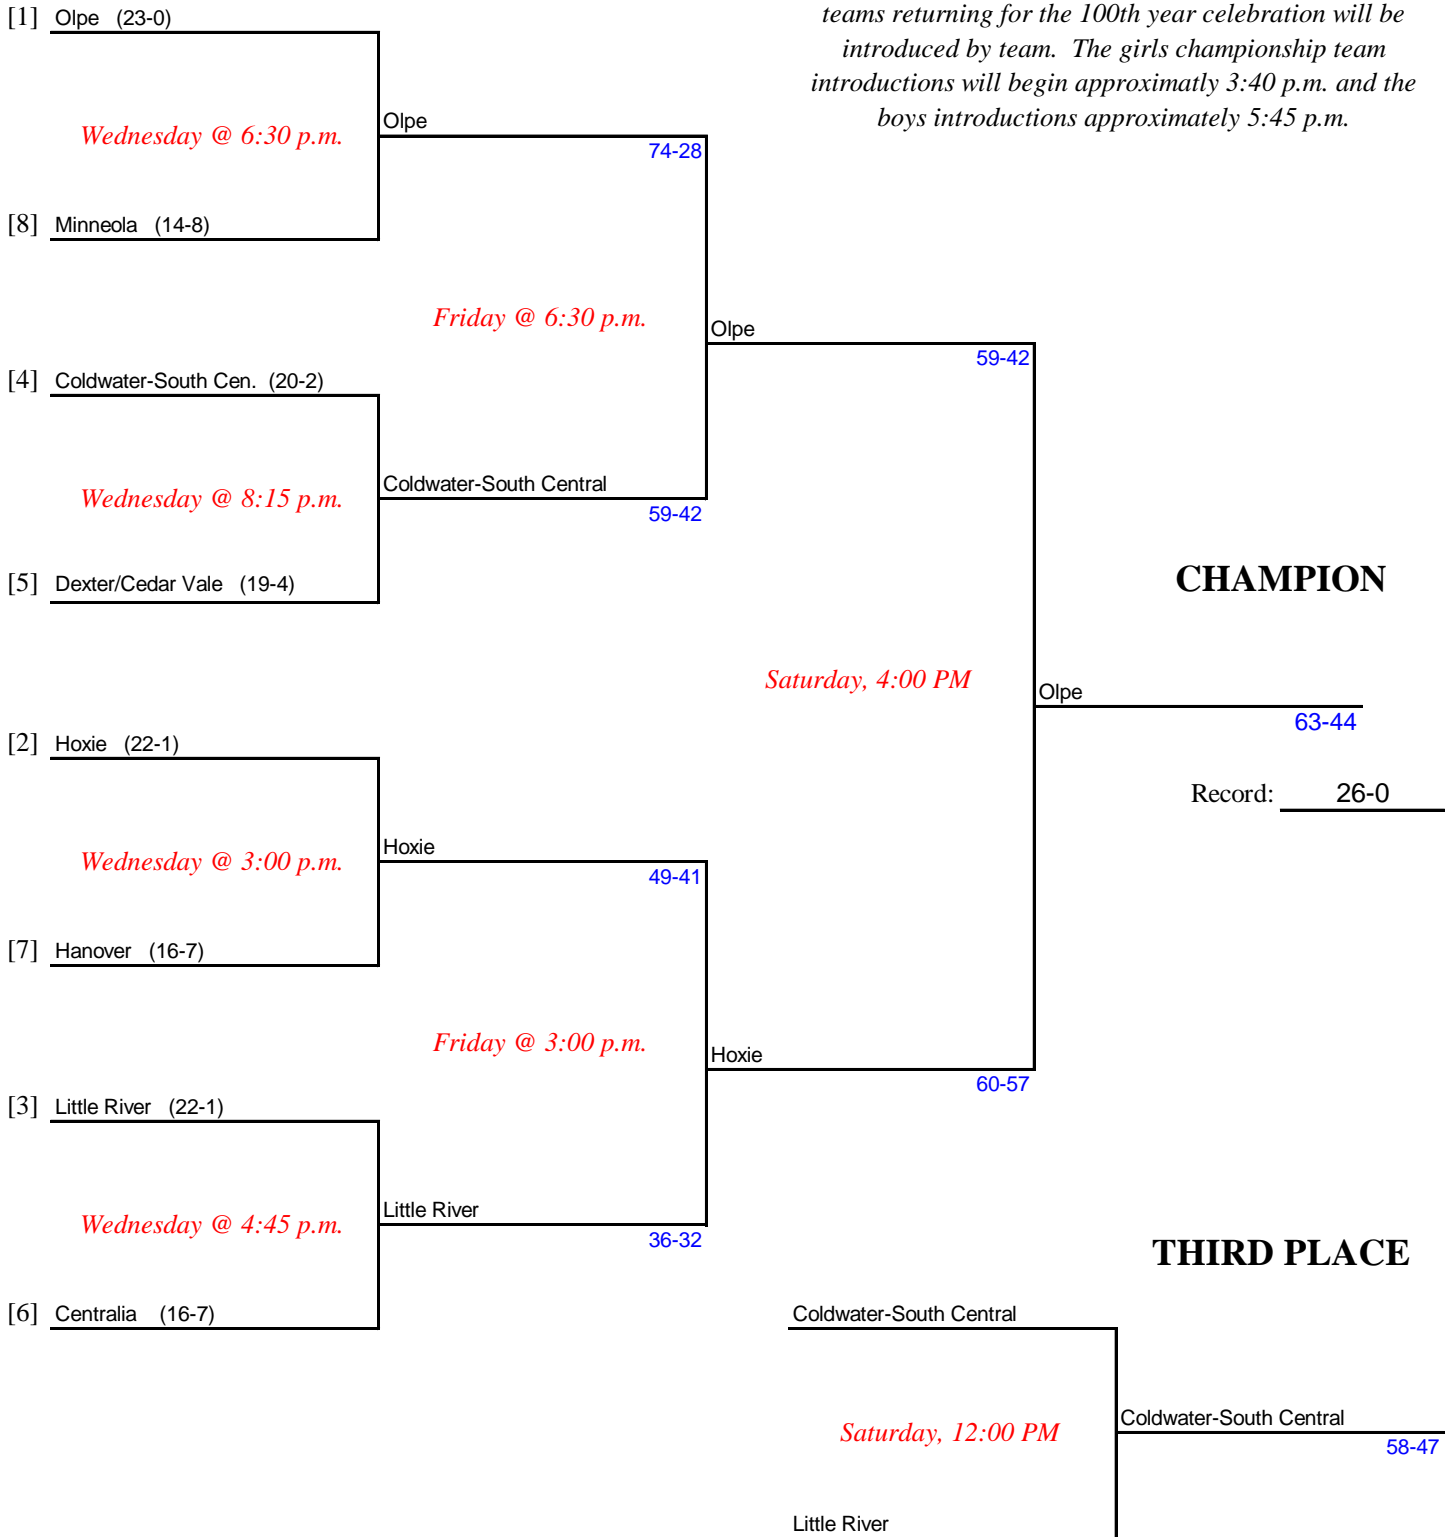 [1] Olpe (23-0)
teams returning for the 100th year celebration will be
introduced by team. The girls championship team
introductions will begin approximatly 3:40 p.m. and the
boys introductions approximately 5:45 p.m.
Olpe
Wednesday @ 6:30 p.m.
74-28
[8] Minneola (14-8)
Friday @ 6:30 p.m.
Olpe
59-42
[4] Coldwater-South Cen. (20-2)
Coldwater-South Central
Wednesday @ 8:15 p.m.
59-42
[5] Dexter/Cedar Vale (19-4)
CHAMPION
Saturday, 4:00 PM
Olpe
63-44
[2] Hoxie (22-1)
Record: 26-0
Hoxie
Wednesday @ 3:00 p.m.
49-41
[7] Hanover (16-7)
Friday @ 3:00 p.m.
Hoxie
60-57
[3] Little River (22-1)
Little River
Wednesday @ 4:45 p.m.
36-32
THIRD PLACE
[6] Centralia (16-7)
Coldwater-South Central
Coldwater-South Central
Saturday, 12:00 PM
58-47
Little River